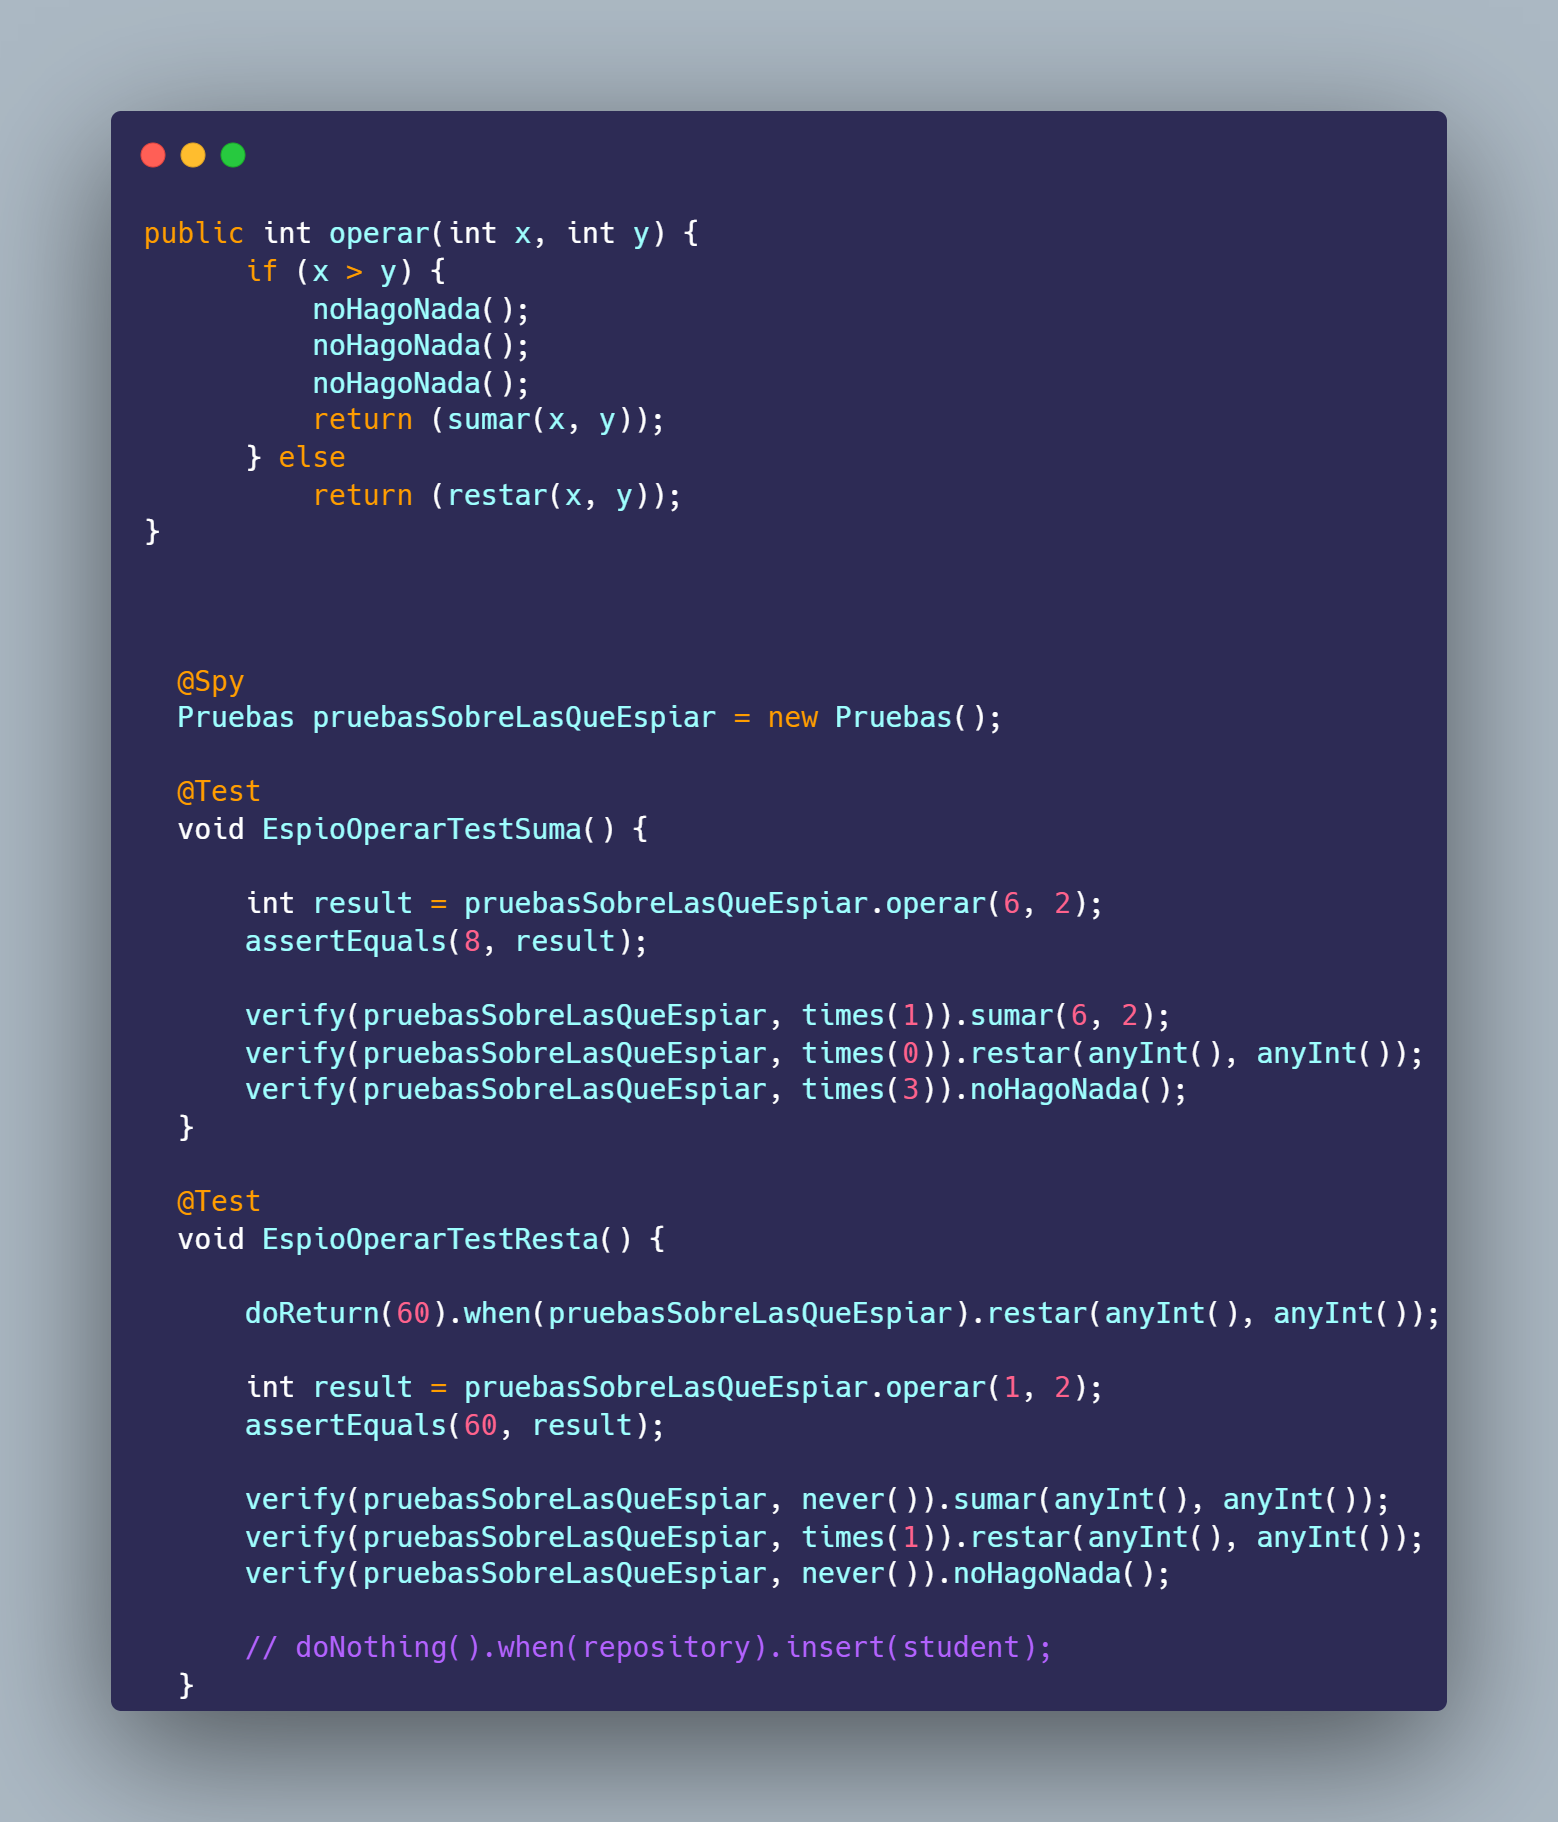 public int operar(int x, int y) {
if (x > y) {
noHagoNada();
noHagoNada();
noHagoNada();
return (sumar(x, y));
} else
return (restar(x, y));
}
@Spy
Pruebas pruebasSobreLasQueEspiar = new Pruebas();
@Test
void EspioOperarTestSuma() {
int result = pruebasSobreLasQueEspiar.operar(6, 2);
assertEquals(8, result);
verify(pruebasSobreLasQueEspiar, times(1)).sumar(6, 2);
verify(pruebasSobreLasQueEspiar, times(0)).restar(anyInt(), anyInt());
verify(pruebasSobreLasQueEspiar, times(3)).noHagoNada();
}
@Test
void EspioOperarTestResta() {
doReturn(60).when(pruebasSobreLasQueEspiar).restar(anyInt(), anyInt());
int result = pruebasSobreLasQueEspiar.operar(1, 2);
assertEquals(60, result);
verify(pruebasSobreLasQueEspiar, never()).sumar(anyInt(), anyInt());
verify(pruebasSobreLasQueEspiar, times(1)).restar(anyInt(), anyInt());
verify(pruebasSobreLasQueEspiar, never()).noHagoNada();
// doNothing().when(repository).insert(student);
}